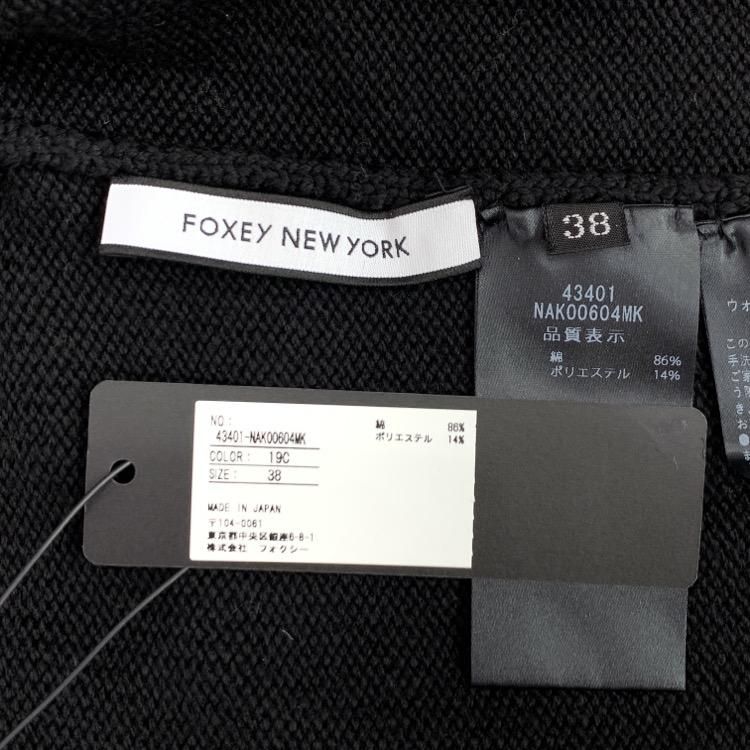 FOXEY NEW YORK
38
43401
NAK00604MK
品質表示
綿 86%
ポリエステル 14%
ウォ
この
手洗
ご家
う
き
お
●
NO.:
43401-NAK00604MK
COLOR: 19C
SIZE: 38
MADE IN JAPAN
〒104-0061
東京都中央区銀座6-8-1
株式会社 フォクシー
綿 86%
ポリエステル 14%